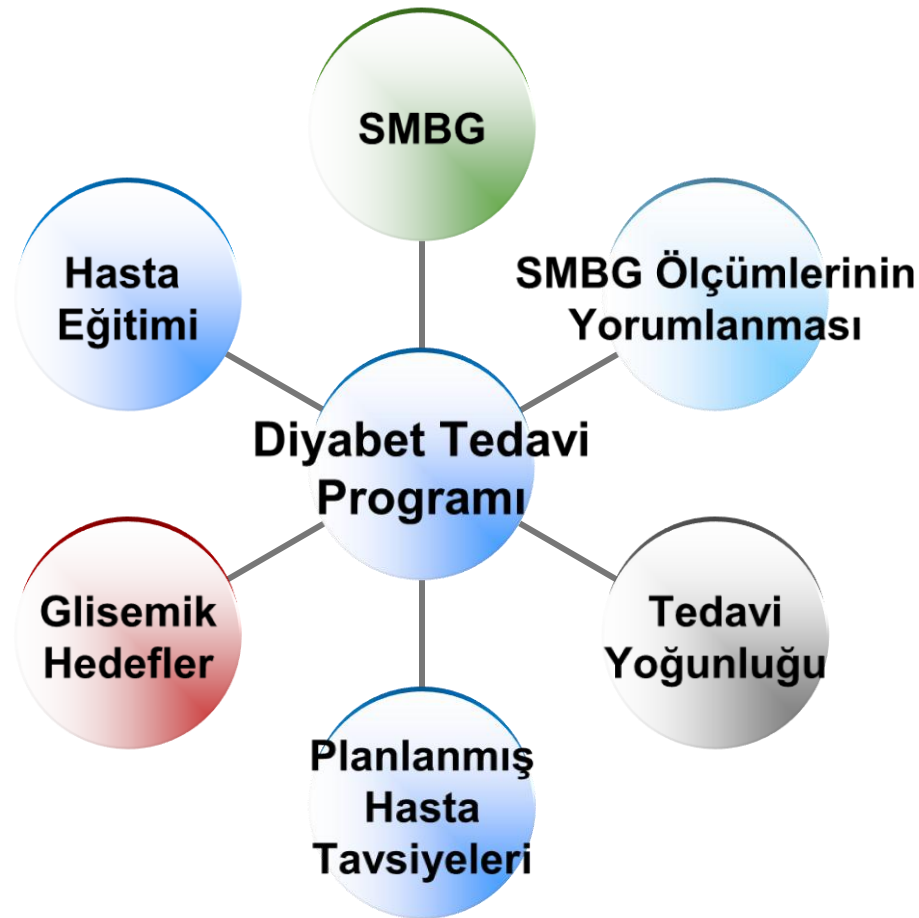 SMBG
Hasta
Eğitimi
SMBG Ölçümlerinin
Yorumlanması
Diyabet Tedavi
Programı
Glisemik
Hedefler
Tedavi
Yoğunluğu
Planlanmış
Hasta
Tavsiyeleri